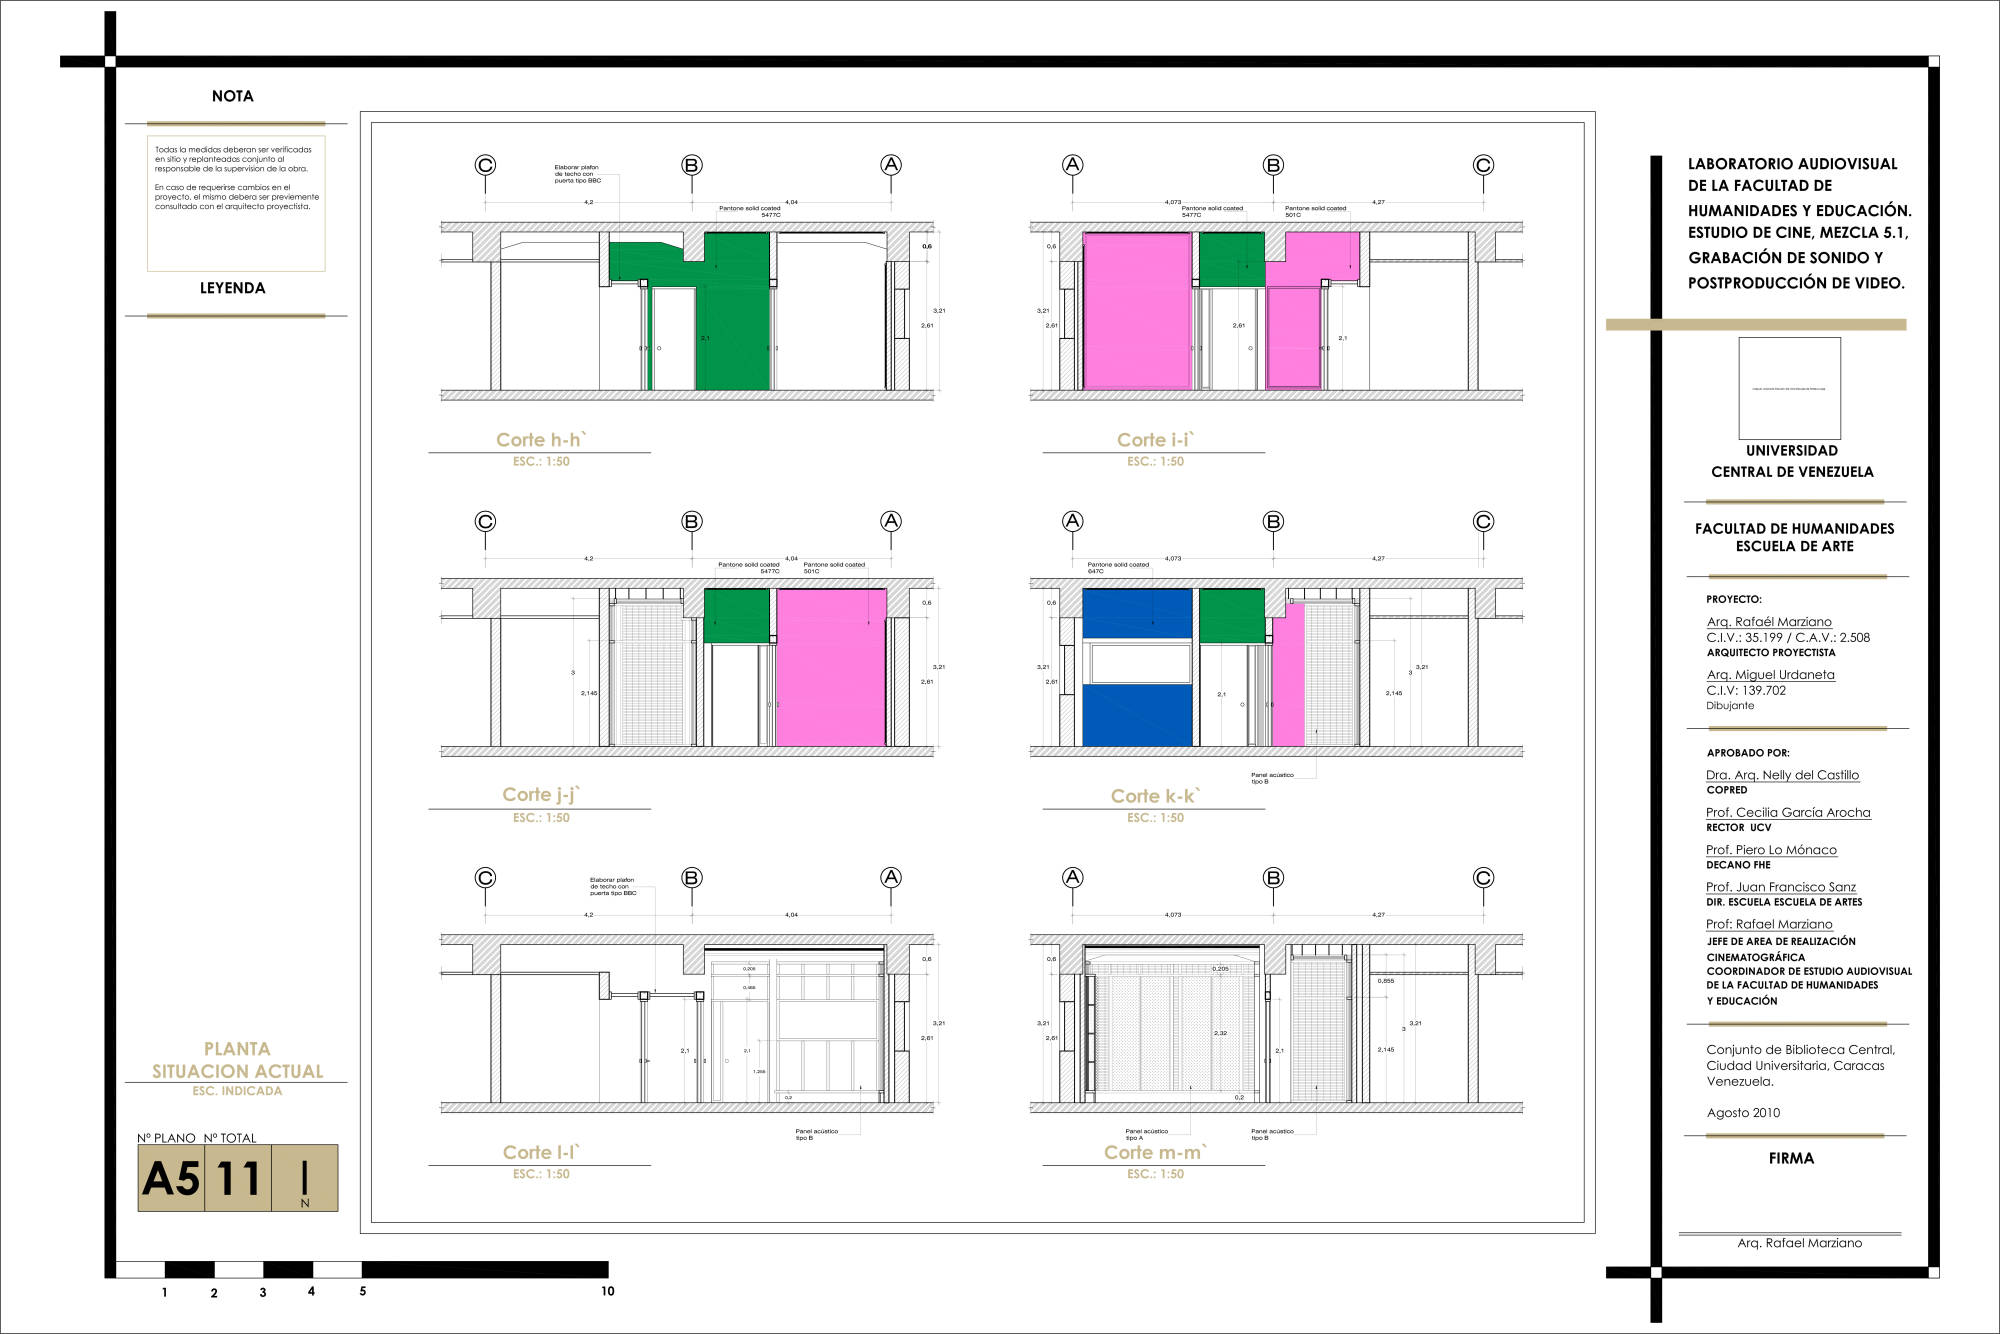 NOTA
Todas la medidas deberan ser verificadas
en sitio y replanteadas conjunto al
responsable de la supervision de la obra.
En caso de requerirse cambios en el
proyecto, el mismo debera ser previemente
consultado con el arquitecto proyectista.
LEYENDA
PLANTA
SITUACION ACTUAL
ESC. INDICADA
Nº PLANO Nº TOTAL
A5 11
N
1 2 3 4 5 10
C B A
Elaborar plafon
de techo con
puerta tipo BBC
4,2 4,04
Pantone solid coated
5477C
0,6
3,21
2,61
2,1
Corte h-h`
ESC.: 1:50
A B C
4,073 4,27
Pantone solid coated
5477C
Pantone solid coated
501C
0,6
3,21
2,61
2,61
2,1
Corte i-i`
ESC.: 1:50
C B A
4,2 4,04
Pantone solid coated
5477C
Pantone solid coated
501C
0,6
3
2,145
3,21
2,61
Corte j-j`
ESC.: 1:50
A B C
4,073 4,27
Pantone solid coated
647C
0,6
3,21
2,61
2,1
3
3,21
2,145
Panel acústico
tipo B
Corte k-k`
ESC.: 1:50
C B A
Elaborar plafon
de techo con
puerta tipo BBC
4,2 4,04
0,6
0,205
3,21
2,61
2,1
2,1
0,2
Panel acústico
tipo B
Corte l-l`
ESC.: 1:50
A B C
4,073 4,27
0,6
0,205
0,855
3,21
2,61
2,32
2,1
3
3,21
2,145
0,2
Panel acústico
tipo A
Panel acústico
tipo B
Corte m-m`
ESC.: 1:50
LABORATORIO AUDIOVISUAL
DE LA FACULTAD DE
HUMANIDADES Y EDUCACIÓN.
ESTUDIO DE CINE, MEZCLA 5.1,
GRABACIÓN DE SONIDO Y
POSTPRODUCCIÓN DE VIDEO.
UNIVERSIDAD
CENTRAL DE VENEZUELA
FACULTAD DE HUMANIDADES
ESCUELA DE ARTE
PROYECTO:
Arq. Rafaél Marziano
C.I.V.: 35.199 / C.A.V.: 2.508
ARQUITECTO PROYECTISTA
Arq. Miguel Urdaneta
C.I.V: 139.702
Dibujante
APROBADO POR:
Dra. Arq. Nelly del Castillo
COPRED
Prof. Cecilia García Arocha
RECTOR UCV
Prof. Piero Lo Mónaco
DECANO FHE
Prof. Juan Francisco Sanz
DIR. ESCUELA ESCUELA DE ARTES
Prof: Rafael Marziano
JEFE DE AREA DE REALIZACIÓN
CINEMATOGRÁFICA
COORDINADOR DE ESTUDIO AUDIOVISUAL
DE LA FACULTAD DE HUMANIDADES
Y EDUCACIÓN
Conjunto de Biblioteca Central,
Ciudad Universitaria, Caracas
Venezuela.
Agosto 2010
FIRMA
Arq. Rafael Marziano